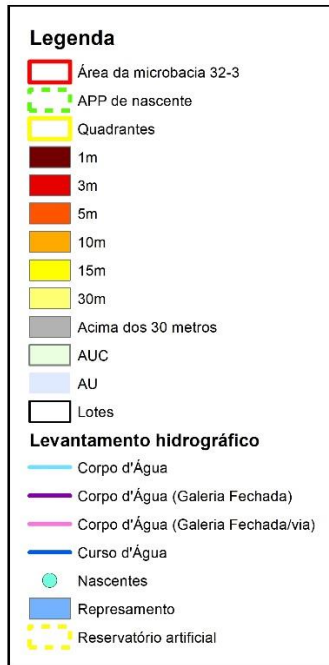 Legenda
Área da microbacia 32-3
APP de nascente
Quadrantes
1m
3m
5m
10m
15m
30m
Acima dos 30 metros
AUC
AU
Lotes
Levantamento hidrográfico
Corpo d'Água
Corpo d'Água (Galeria Fechada)
Corpo d'Água (Galeria Fechada/via)
Curso d'Água
Nascentes
Represamento
Reservatório artificial